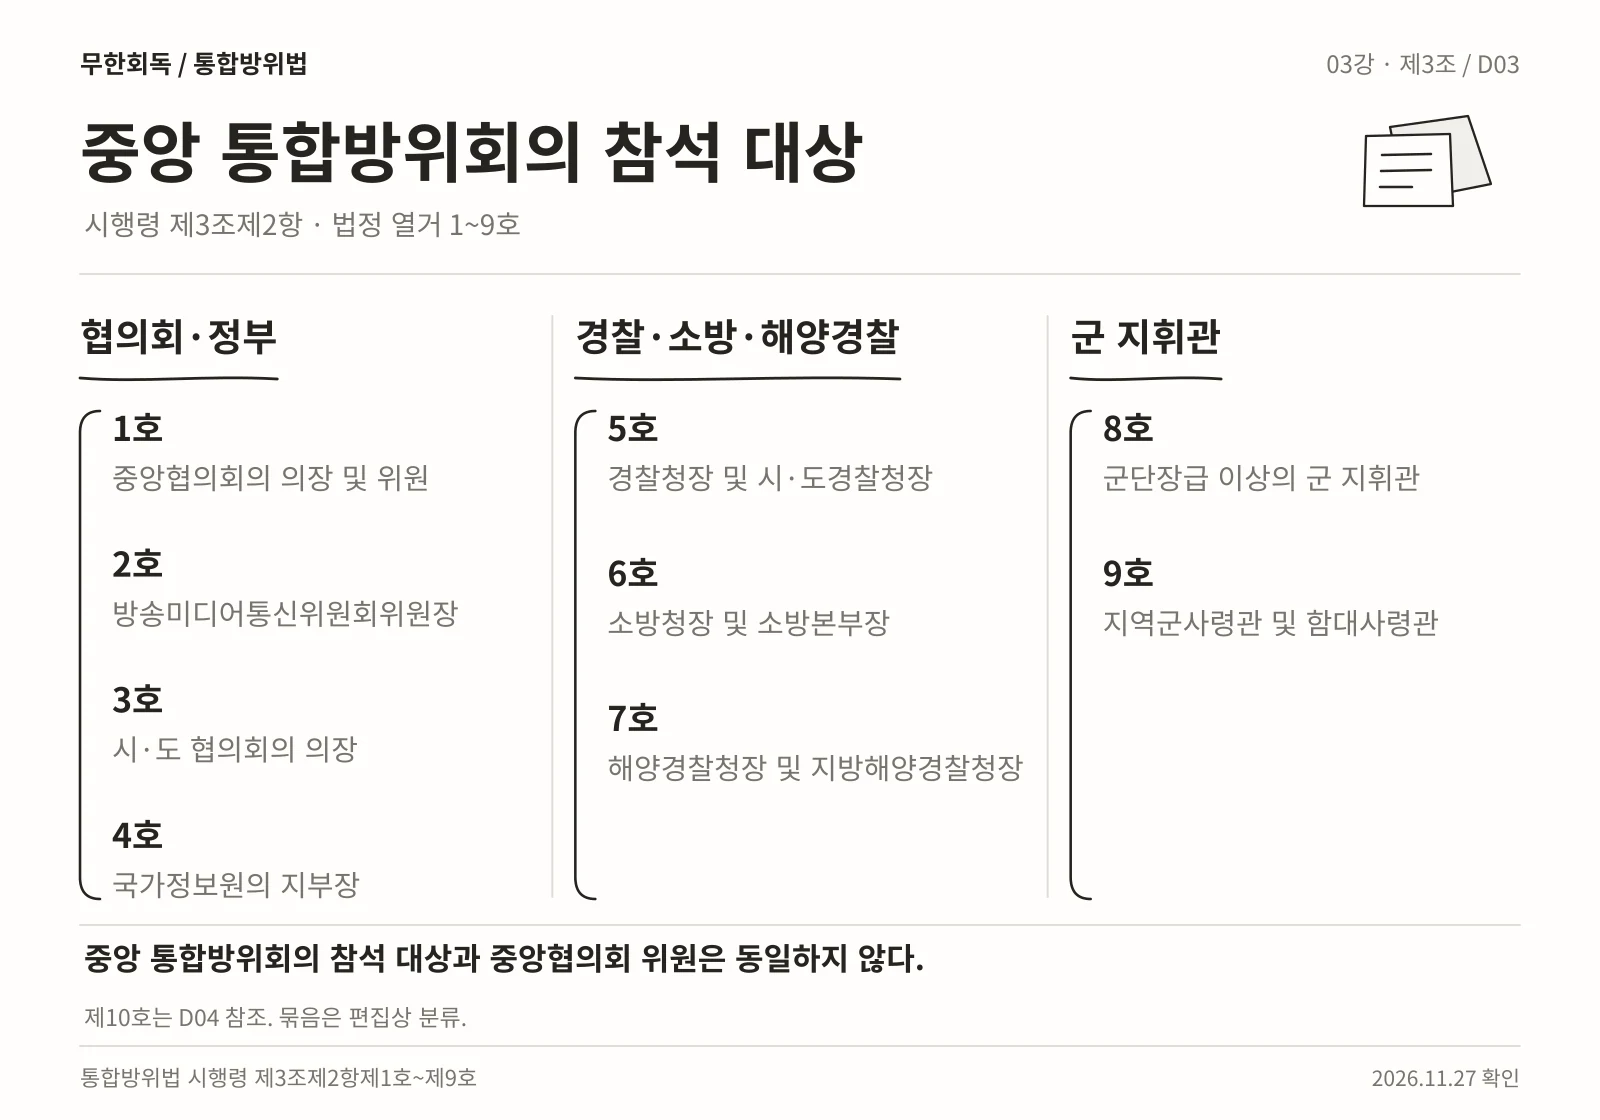 무한회독 / 통합방위법
03강 · 제3조 / D03
중앙 통합방위회의 참석 대상
시행령 제3조제2항 · 법정 열거 1~9호
협의회·정부
1호
중앙협의회의 의장 및 위원
2호
방송미디어통신위원회위원장
3호
시·도 협의회의 의장
4호
국가정보원의 지부장
경찰·소방·해양경찰
5호
경찰청장 및 시·도경찰청장
6호
소방청장 및 소방본부장
7호
해양경찰청장 및 지방해양경찰청장
군 지휘관
8호
군단장급 이상의 군 지휘관
9호
지역군사령관 및 함대사령관
중앙 통합방위회의 참석 대상과 중앙협의회 위원은 동일하지 않다.
제10호는 D04 참조. 묶음은 편집상 분류.
통합방위법 시행령 제3조제2항제1호~제9호
2026.11.27 확인